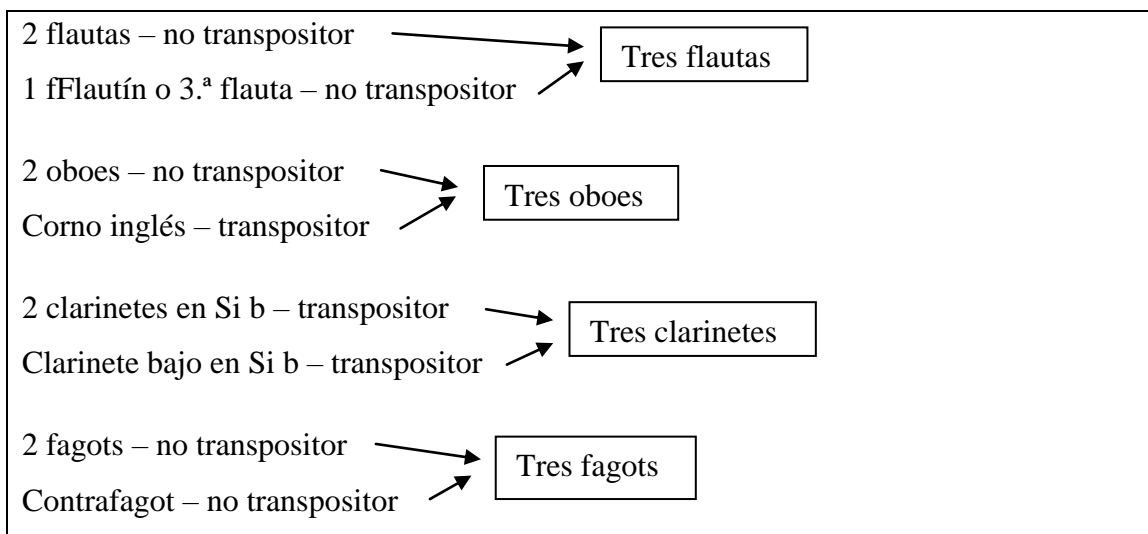 2 flautas – no transpositor
Tres flautas
1 fFlautín o 3.ª flauta – no transpositor
2 oboes – no transpositor
Tres oboes
Corno inglés – transpositor
2 clarinetes en Si b – transpositor
Tres clarinetes
Clarinete bajo en Si b – transpositor
2 fagots – no transpositor
Tres fagots
Contrafagot – no transpositor